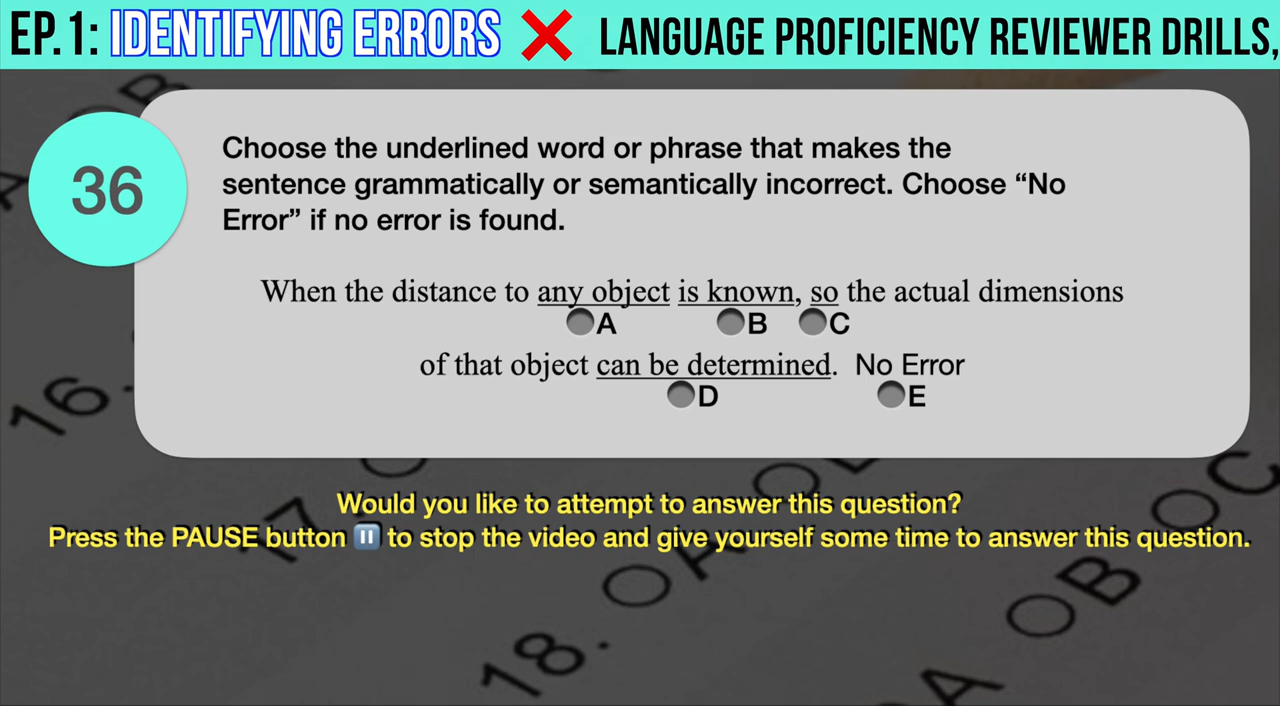 EP.1: IDENTIFYING ERRORS ❌ LANGUAGE PROFICIENCY REVIEWER DRILLS,
36
Choose the underlined word or phrase that makes the
sentence grammatically or semantically incorrect. Choose “No
Error” if no error is found.
When the distance to any object is known, so the actual dimensions
A B C
of that object can be determined. No Error
D E
Would you like to attempt to answer this question?
Press the PAUSE button ⏸ to stop the video and give yourself some time to answer this question.
16.
17.
18. O A O B O C